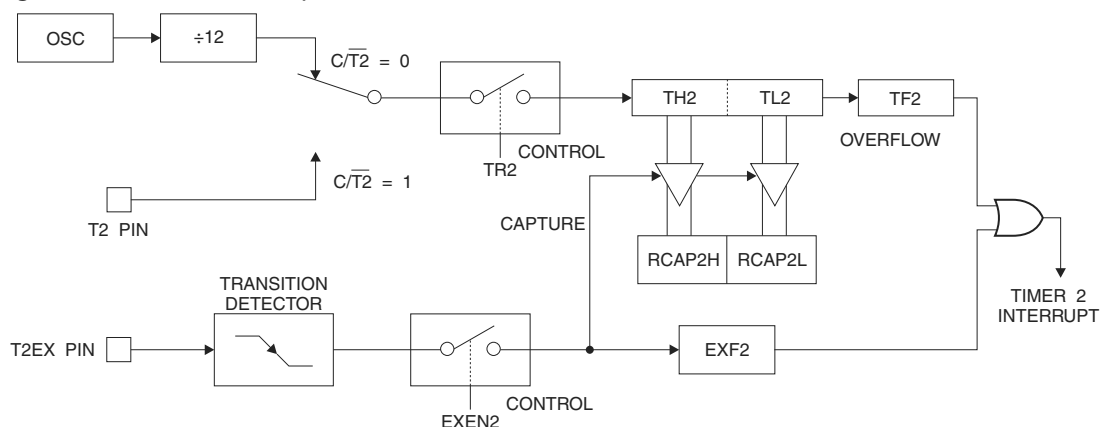 OSC
÷12
C/T2 = 0
TH2
TL2
TF2
OVERFLOW
CONTROL
TR2
C/T2 = 1
T2 PIN
CAPTURE
RCAP2H
RCAP2L
TRANSITION
DETECTOR
TIMER 2
INTERRUPT
T2EX PIN
EXF2
CONTROL
EXEN2